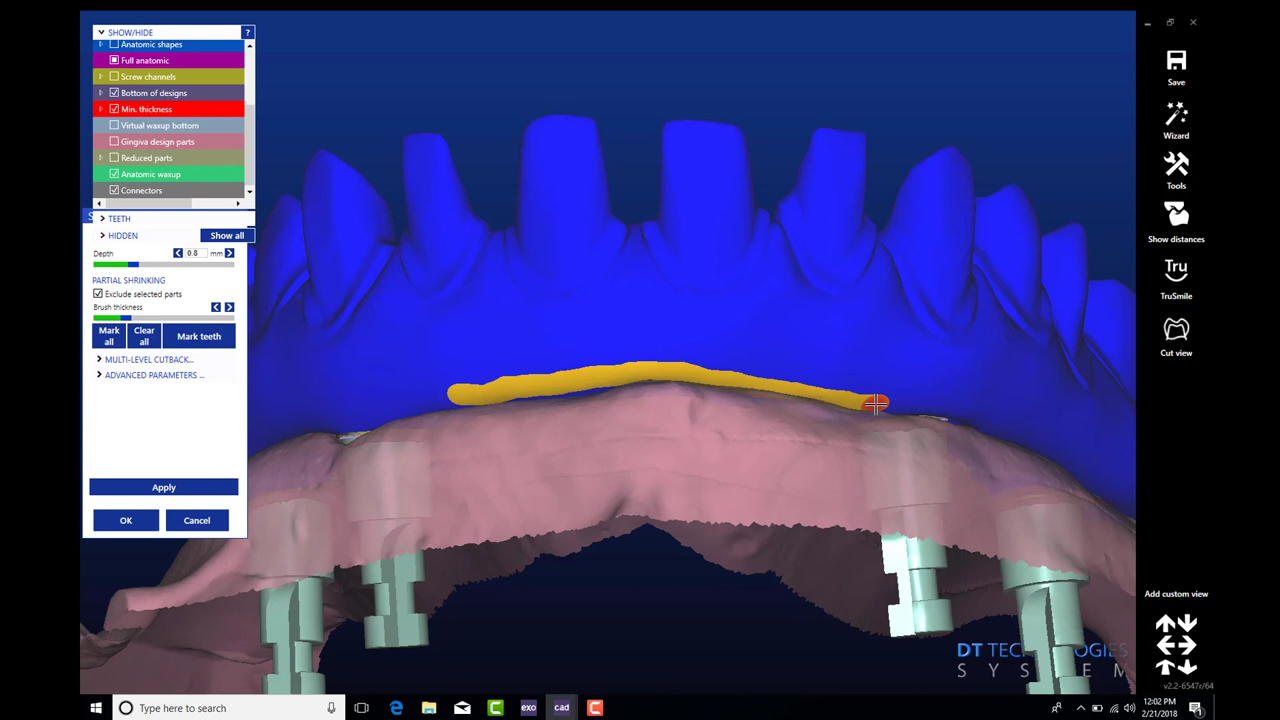 SHOW/HIDE
?
Anatomic shapes
Full anatomic
Screw channels
Bottom of designs
Min. thickness
Virtual waxup bottom
Gingiva design parts
Reduced parts
Anatomic waxup
Connectors
TEETH
HIDDEN
Show all
Depth
0.8
mm
PARTIAL SHRINKING
Exclude selected parts
Brush thickness
Mark all
Clear all
Mark teeth
MULTI-LEVEL CUTBACK...
ADVANCED PARAMETERS ...
Apply
OK
Cancel
Save
Wizard
Tools
Show distances
Tru
TruSmile
Cut view
Add custom view
v2.2-6547r/64
DT TECHNOLOGIES
SYSTEM
Type here to search
exo
cad
12:02 PM
2/21/2018